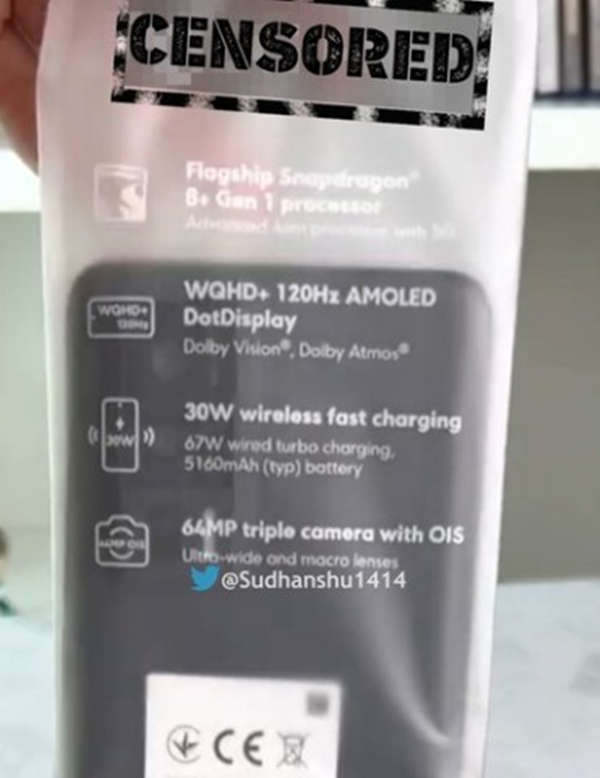 CENSORED
Flagship Snapdragon®
8+ Gen 1 processor
with 5G
WQHD+
120Hz
WQHD+ 120Hz AMOLED
DotDisplay
Dolby Vision®, Dolby Atmos®
30W
30W wireless fast charging
67W wired turbo charging,
5160mAh (typ) battery
64MP OIS
64MP triple camera with OIS
Ultra-wide and macro lenses
@Sudhanshu1414
CE